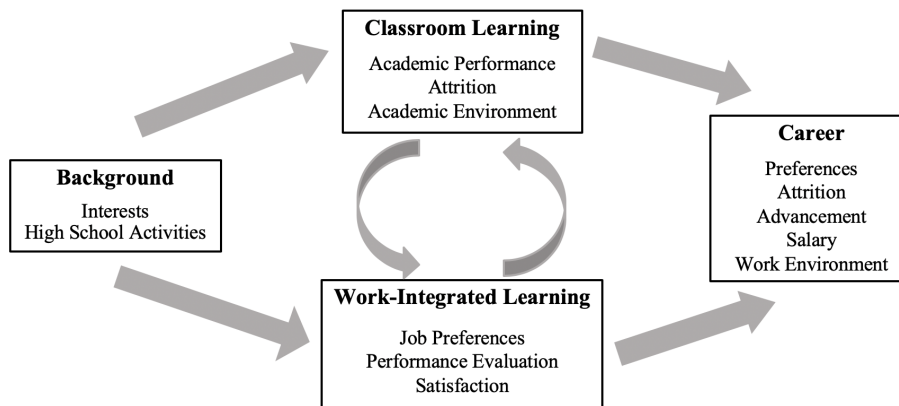 Classroom Learning
Academic Performance
Attrition
Academic Environment
Background
Interests
High School Activities
Work-Integrated Learning
Job Preferences
Performance Evaluation
Satisfaction
Career
Preferences
Attrition
Advancement
Salary
Work Environment